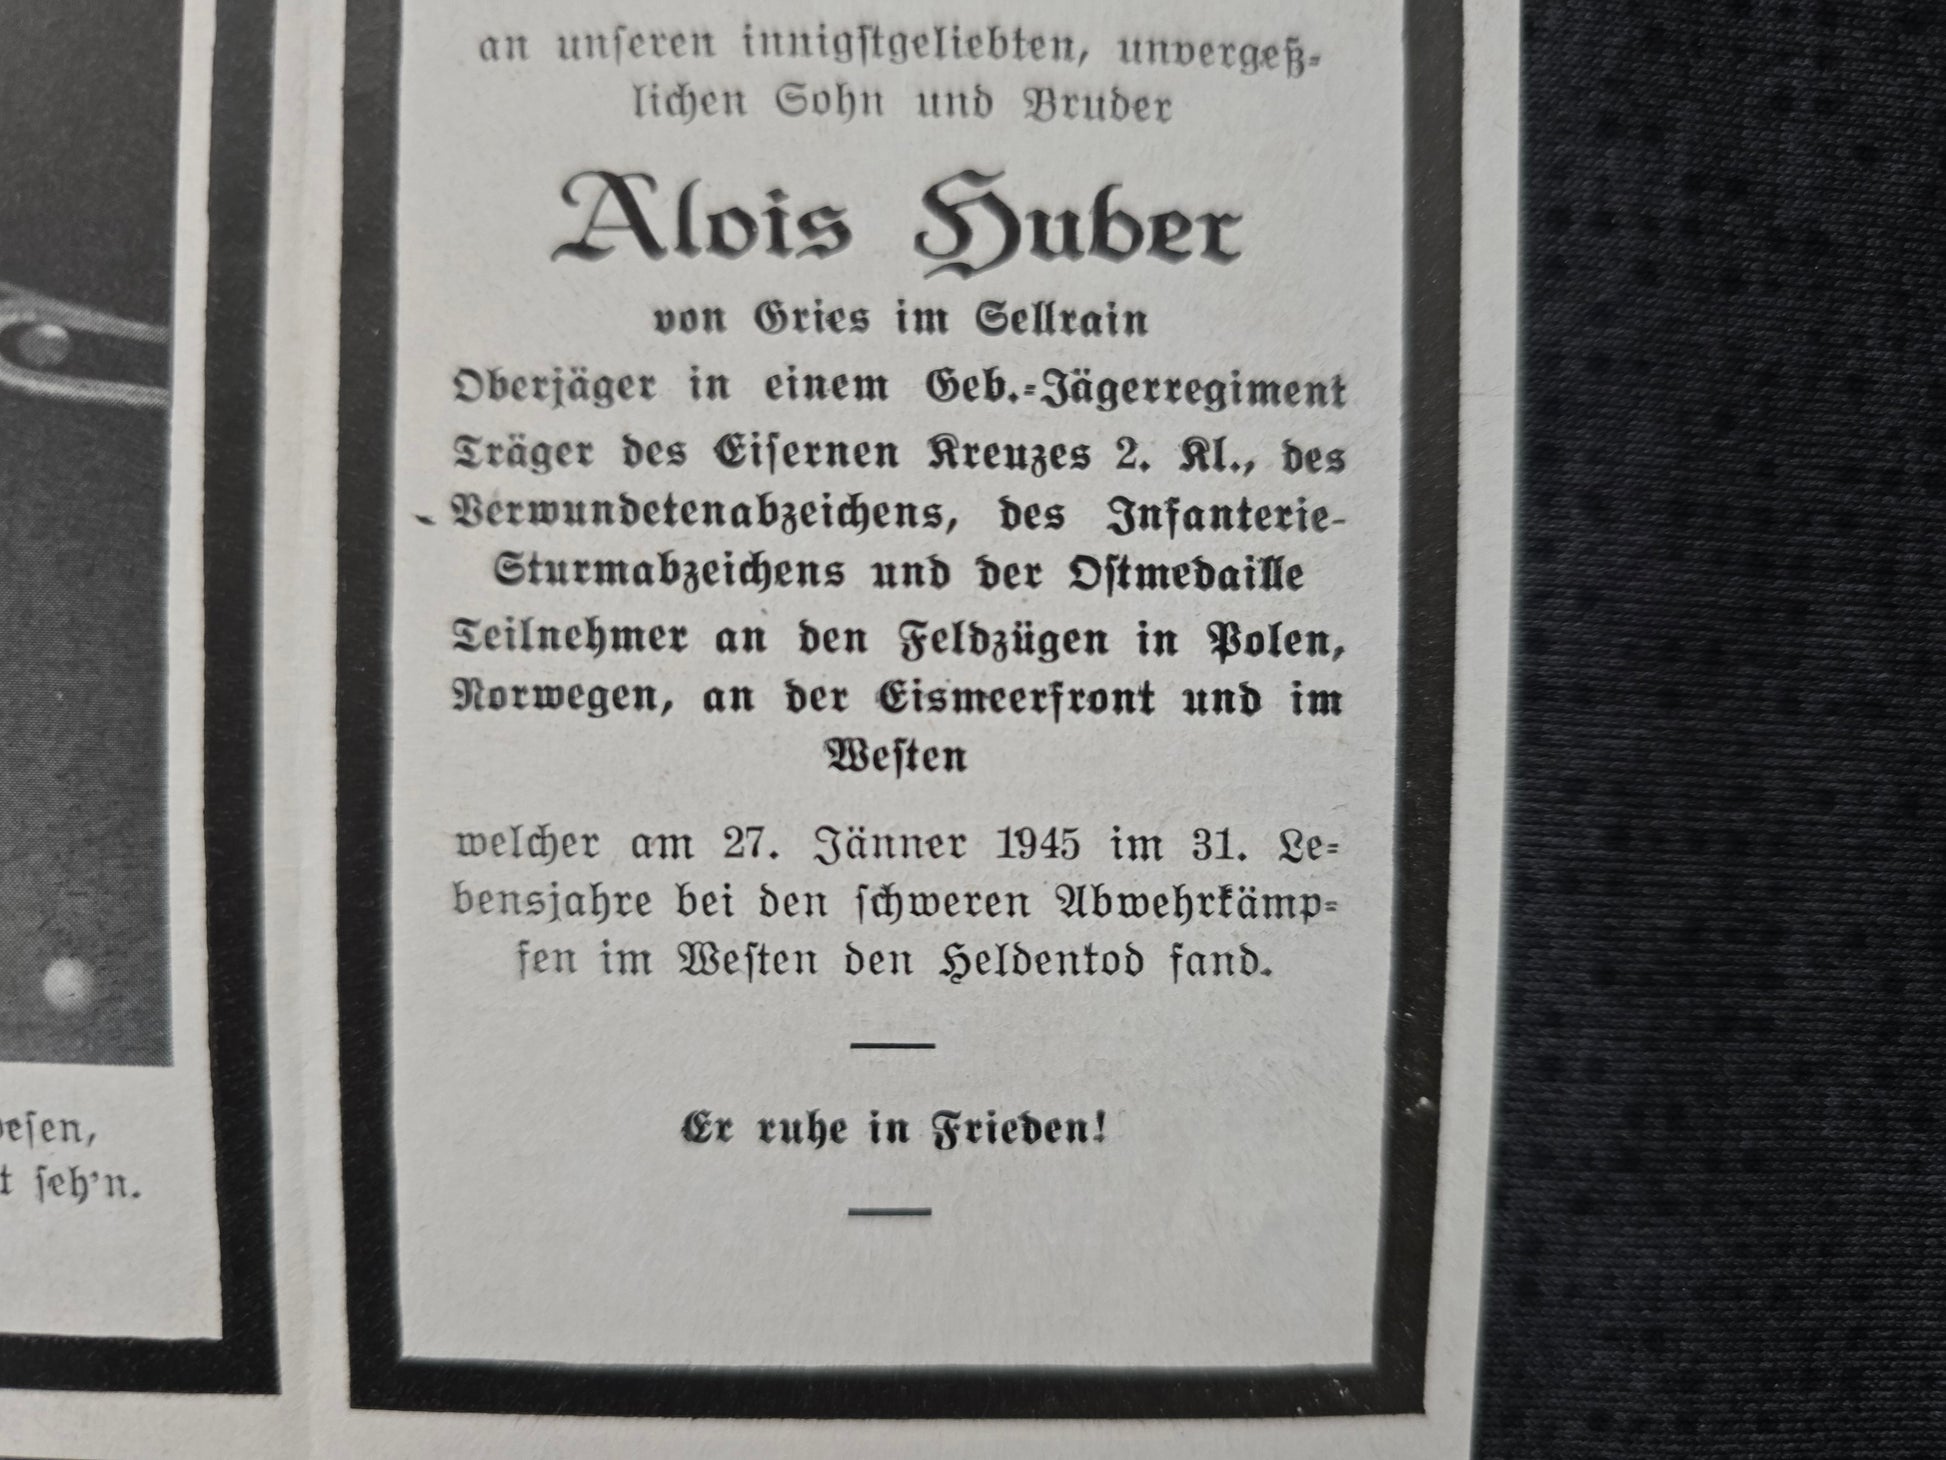 an unſeren innigſtgeliebten, unvergeß-
lichen Sohn und Bruder
Alois Huber
von Gries im Sellrain
Oberjäger in einem Geb.-Jägerregiment
Träger des Eiſernen Kreuzes 2. Kl., des
Verwundetenabzeichens, des Infanterie-
Sturmabzeichens und der Oſtmedaille
Teilnehmer an den Feldzügen in Polen,
Norwegen, an der Eismeerfront und im
Weſten
welcher am 27. Jänner 1945 im 31. Le-
bensjahre bei den ſchweren Abwehrkämp-
fen im Weſten den Heldentod fand.
Er ruhe in Frieden!
eſen,
t ſeh'n.